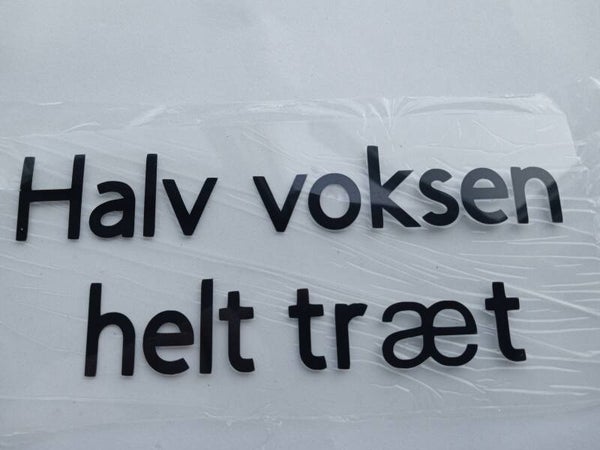 Halv voksen
helt træt